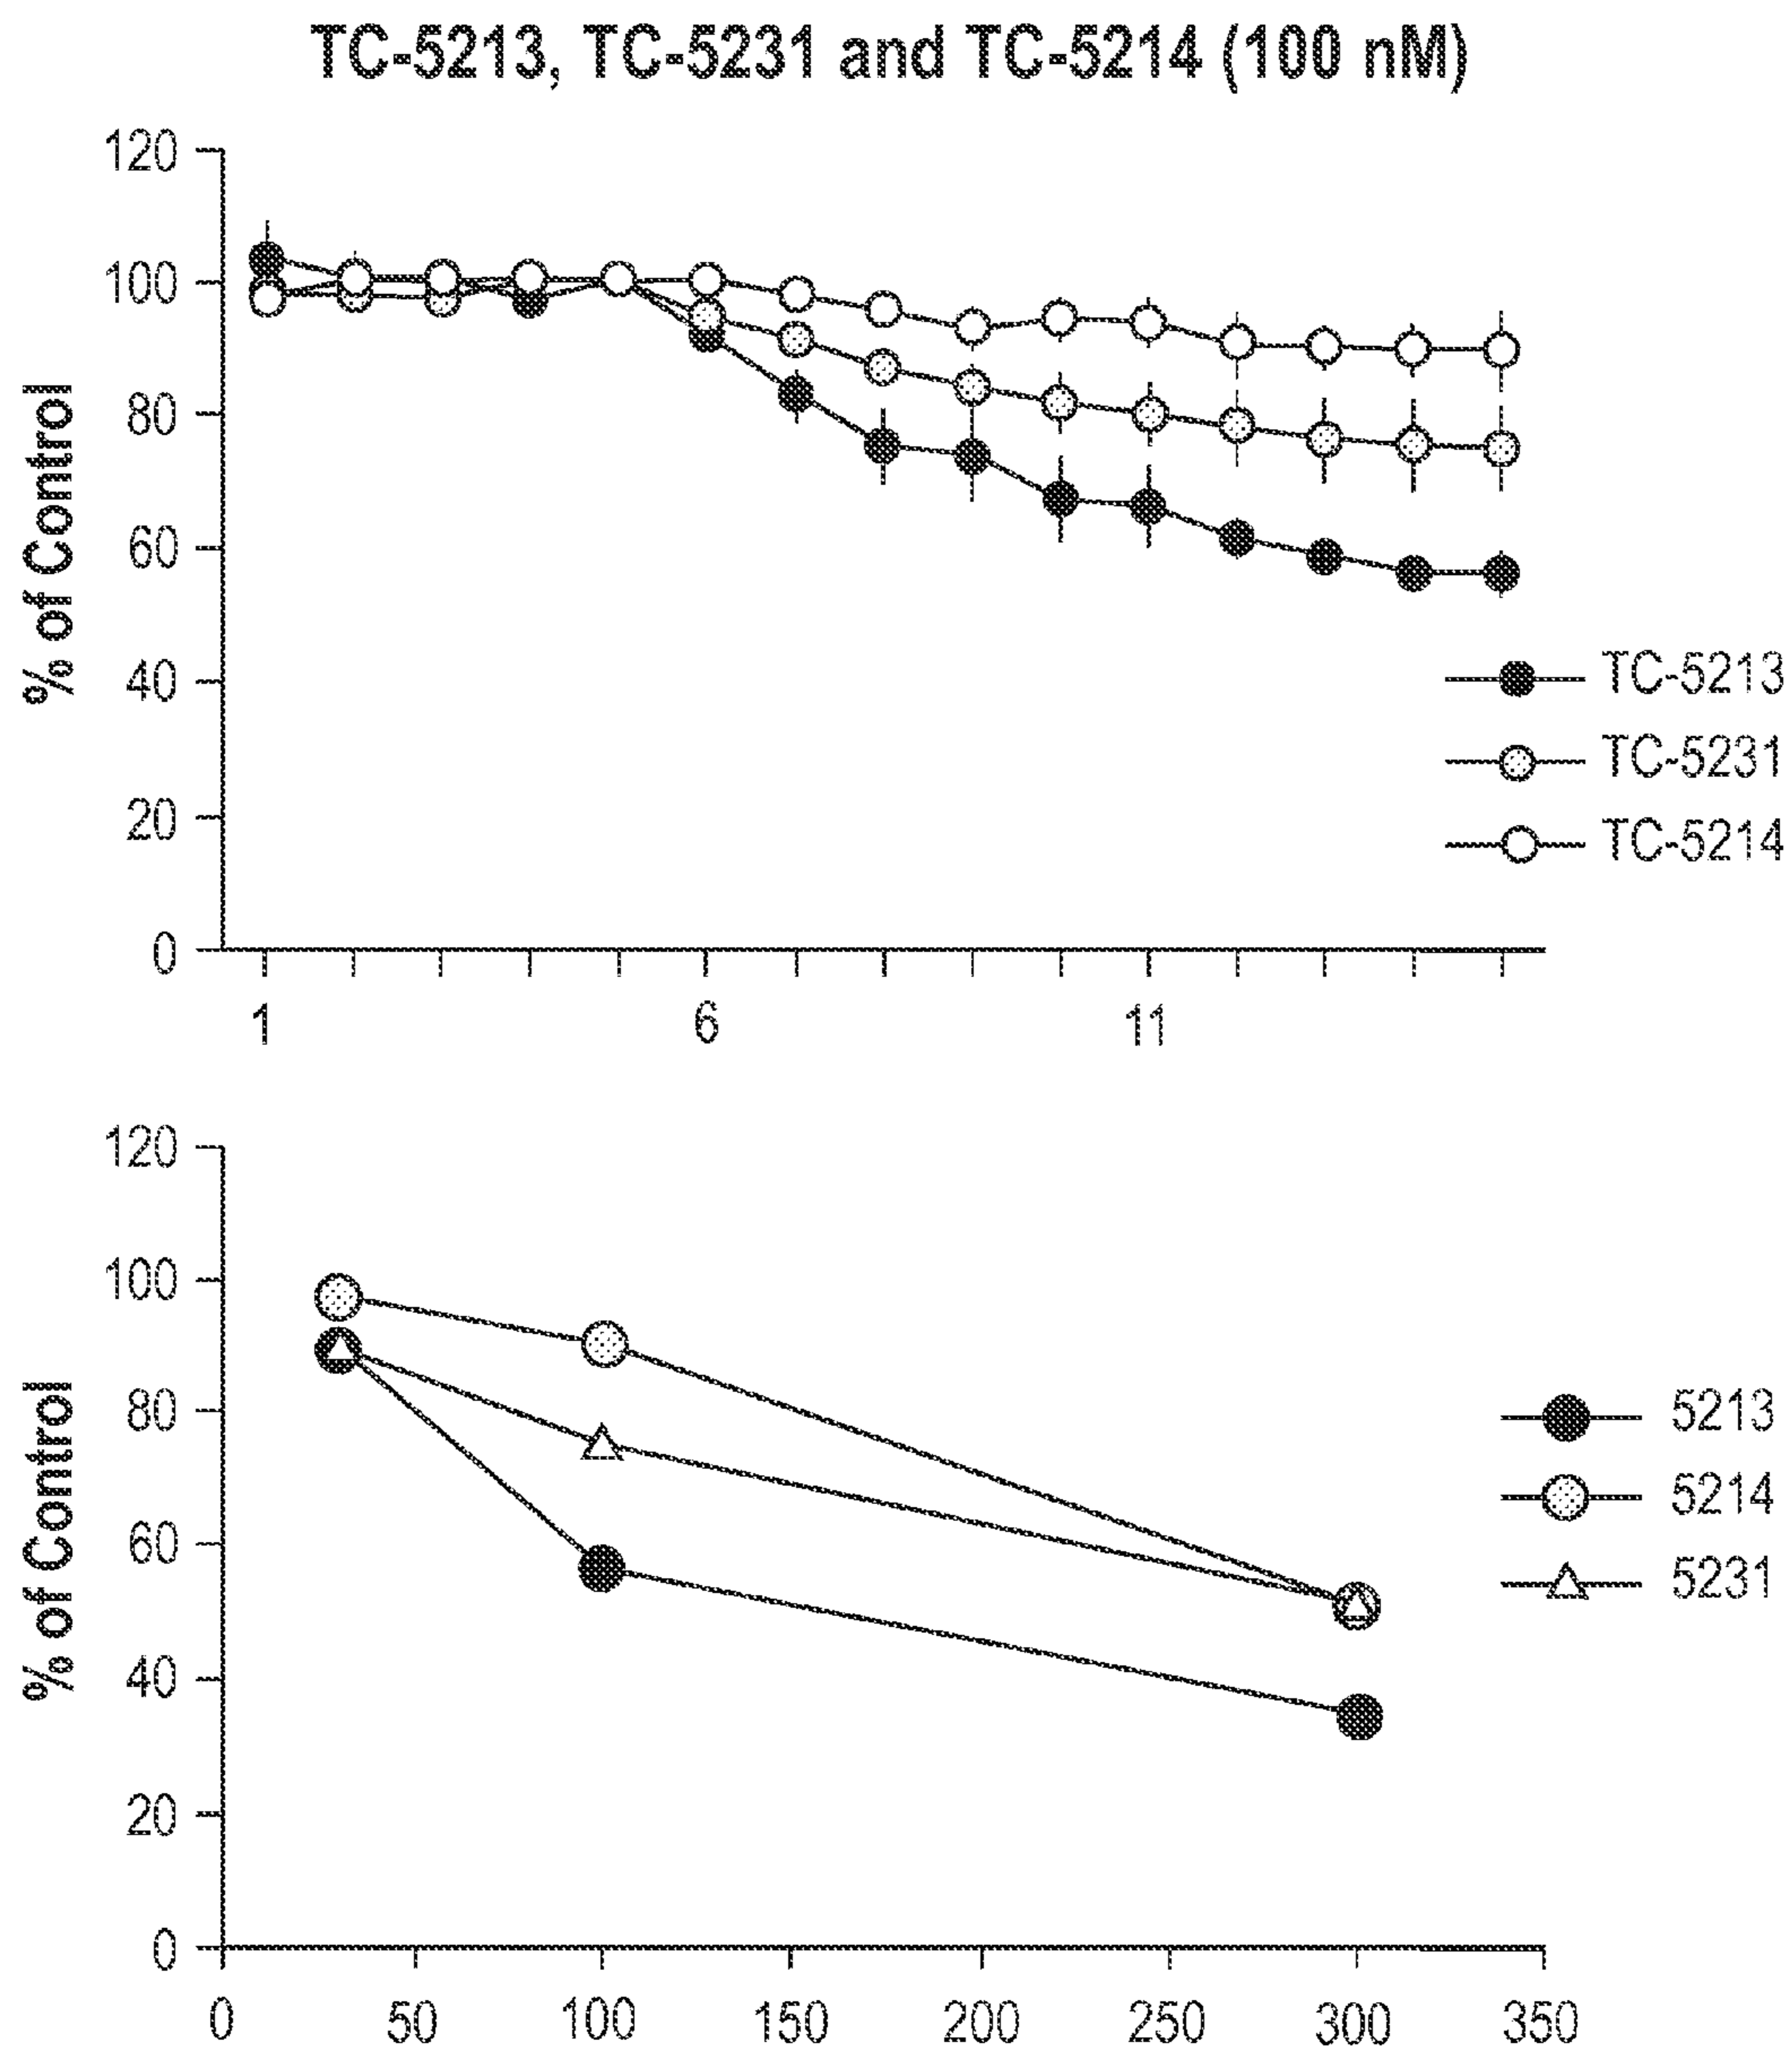 TC-5213, TC-5231 and TC-5214 (100 nM)
120
100
80
60
40
20
0
% of Control
1 6 11
TC-5213
TC-5231
TC-5214
120
100
80
60
40
20
0
% of Control
0 50 100 150 200 250 300 350
5213
5214
5231